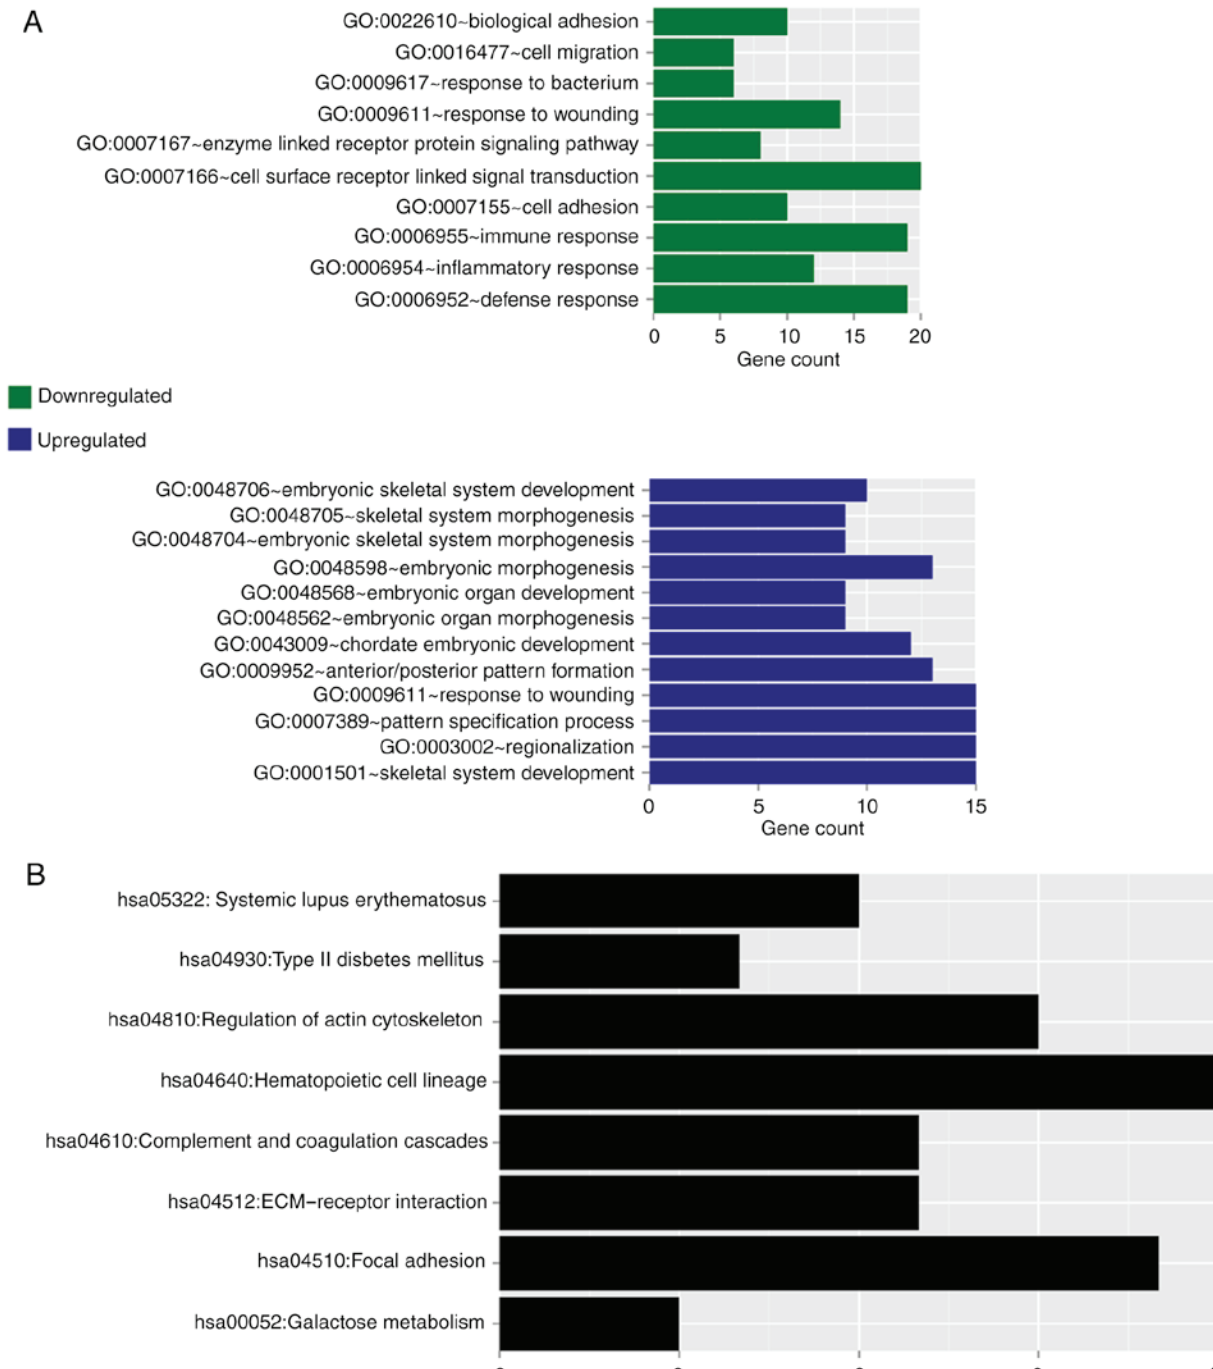 A
GO:0022610~biological adhesion
GO:0016477~cell migration
GO:0009617~response to bacterium
GO:0009611~response to wounding
GO:0007167~enzyme linked receptor protein signaling pathway
GO:0007166~cell surface receptor linked signal transduction
GO:0007155~cell adhesion
GO:0006955~immune response
GO:0006954~inflammatory response
GO:0006952~defense response
0 5 10 15 20
Gene count
Downregulated
Upregulated
GO:0048706~embryonic skeletal system development
GO:0048705~skeletal system morphogenesis
GO:0048704~embryonic skeletal system morphogenesis
GO:0048598~embryonic morphogenesis
GO:0048568~embryonic organ development
GO:0048562~embryonic organ morphogenesis
GO:0043009~chordate embryonic development
GO:0009952~anterior/posterior pattern formation
GO:0009611~response to wounding
GO:0007389~pattern specification process
GO:0003002~regionalization
GO:0001501~skeletal system development
0 5 10 15
Gene count
B
hsa05322: Systemic lupus erythematosus
hsa04930:Type II disbetes mellitus
hsa04810:Regulation of actin cytoskeleton
hsa04640:Hematopoietic cell lineage
hsa04610:Complement and coagulation cascades
hsa04512:ECM−receptor interaction
hsa04510:Focal adhesion
hsa00052:Galactose metabolism